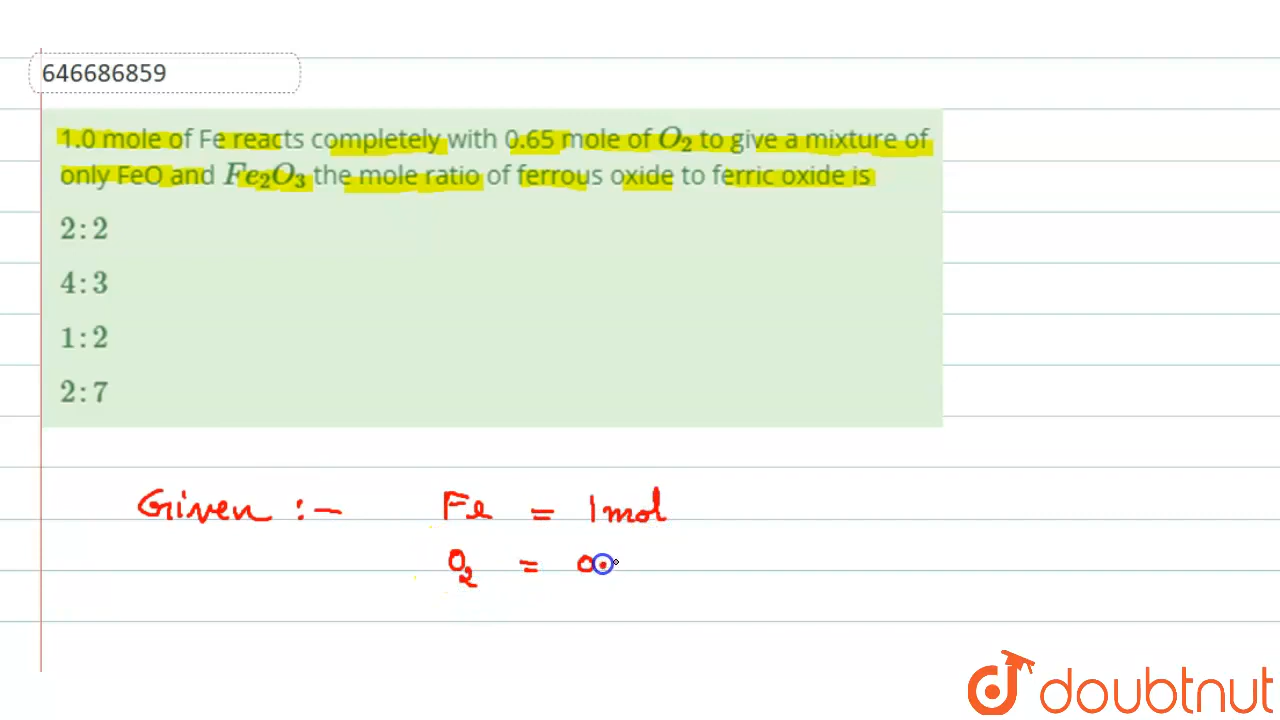 646686859
1.0 mole of Fe reacts completely with 0.65 mole of O₂ to give a mixture of
only FeO and Fe₂O₃ the mole ratio of ferrous oxide to ferric oxide is
2 : 2
4 : 3
1 : 2
2 : 7
Given :- Fe = 1 mol
O₂ = 0.
doubtnut